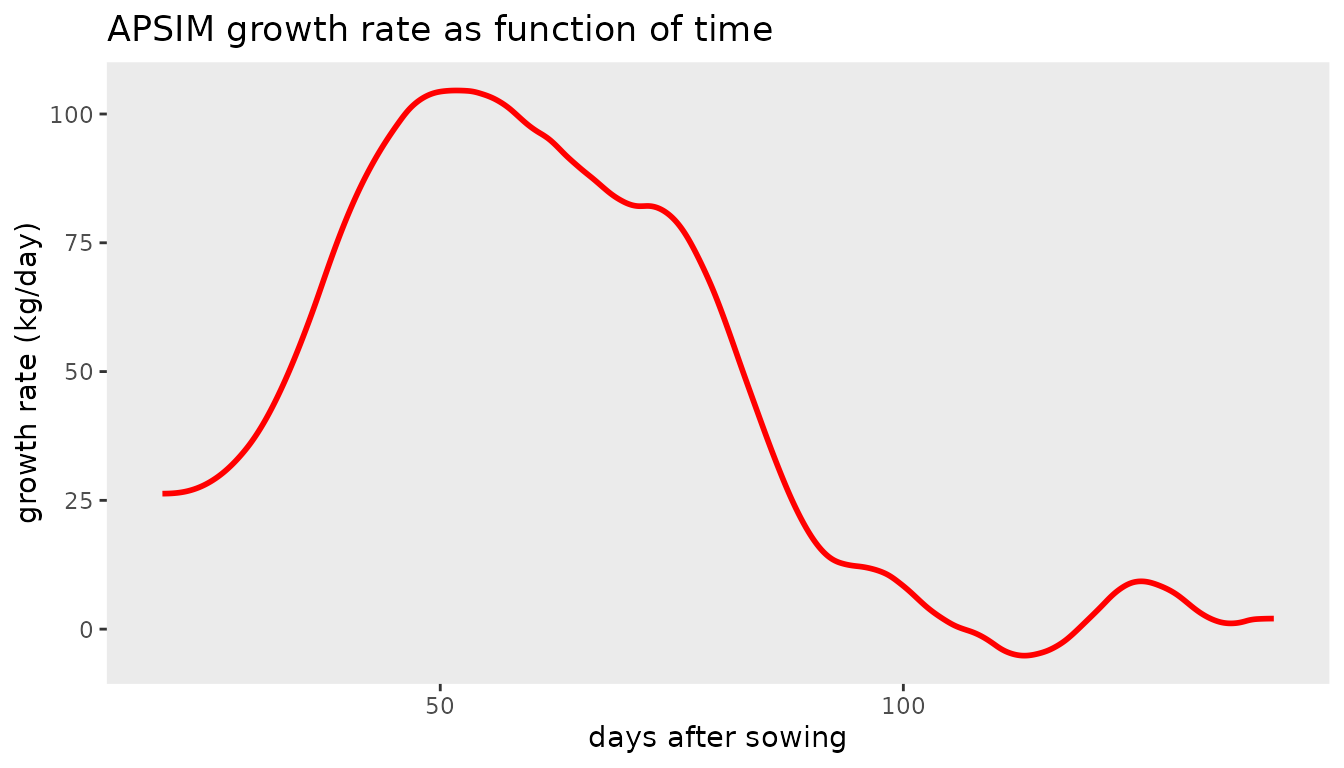 APSIM growth rate as function of time
growth rate (kg/day)
100
75
50
25
0
50
100
days after sowing